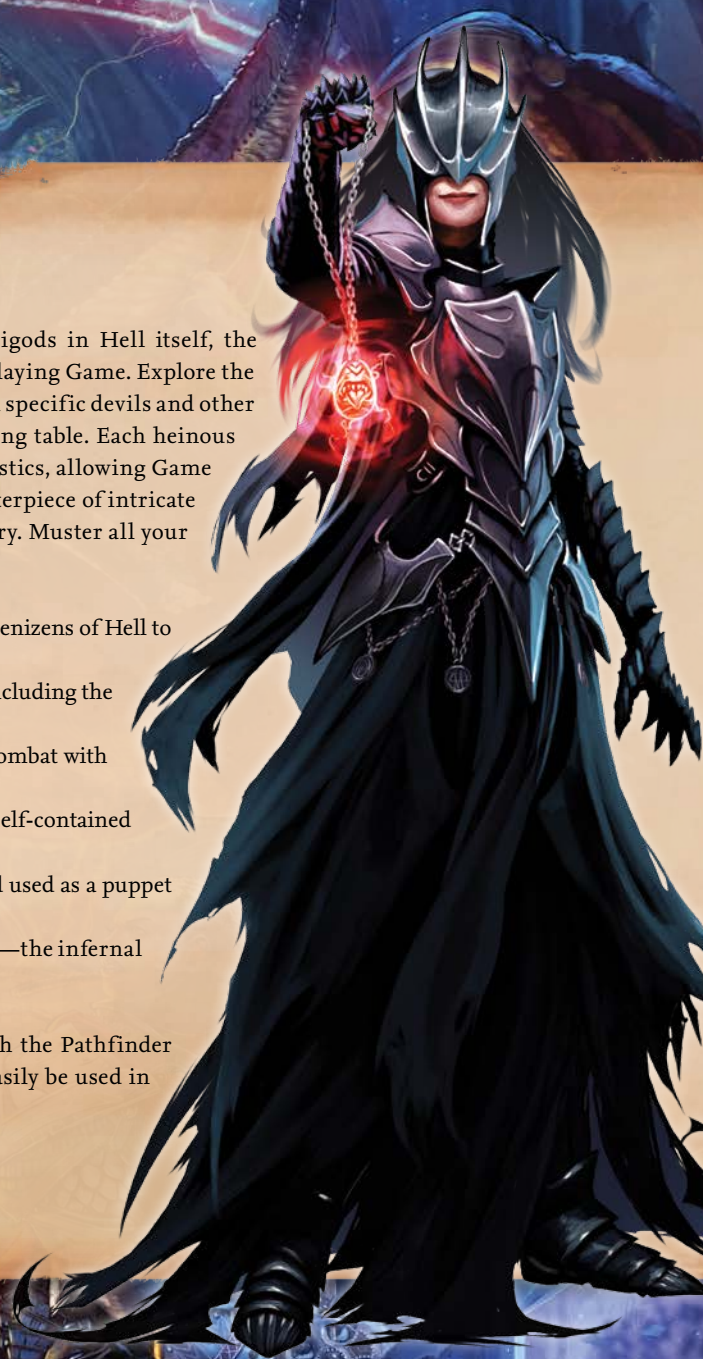 igods in Hell itself, the
laying Game. Explore the
specific devils and other
ng table. Each heinous
stics, allowing Game
terpiece of intricate
ry. Muster all your
enizens of Hell to
cluding the
ombat with
elf-contained
used as a puppet
—the infernal
h the Pathfinder
asily be used in